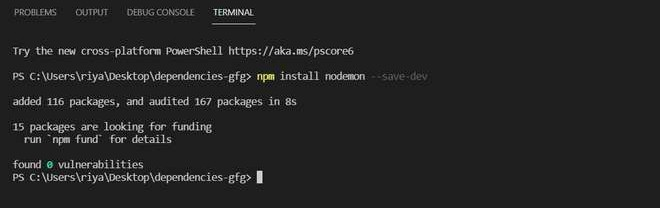 PROBLEMS OUTPUT DEBUG CONSOLE TERMINAL
Try the new cross-platform PowerShell https://aka.ms/pscore6
PS C:\Users\riya\Desktop\dependencies-gfg> npm install nodemon --save-dev
added 116 packages, and audited 167 packages in 8s
15 packages are looking for funding
  run `npm fund` for details
found 0 vulnerabilities
PS C:\Users\riya\Desktop\dependencies-gfg>